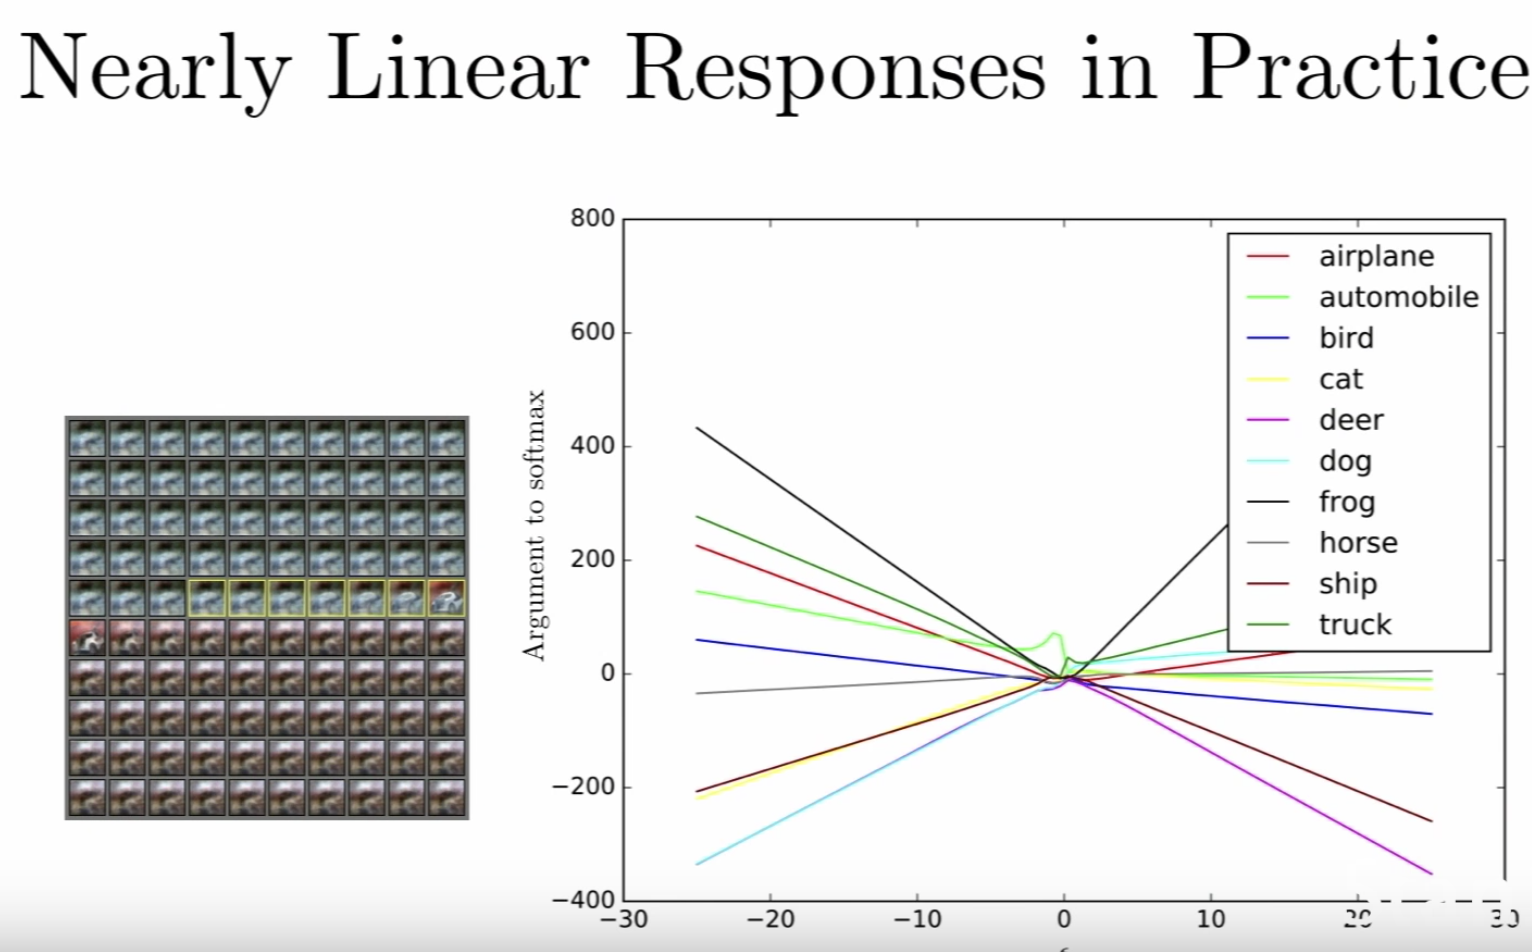 Nearly Linear Responses in Practice
800
600
400
200
0
−200
−400
Argument to softmax
airplane
automobile
bird
cat
deer
dog
frog
horse
ship
truck
−30 −20 −10 0 10 20 30